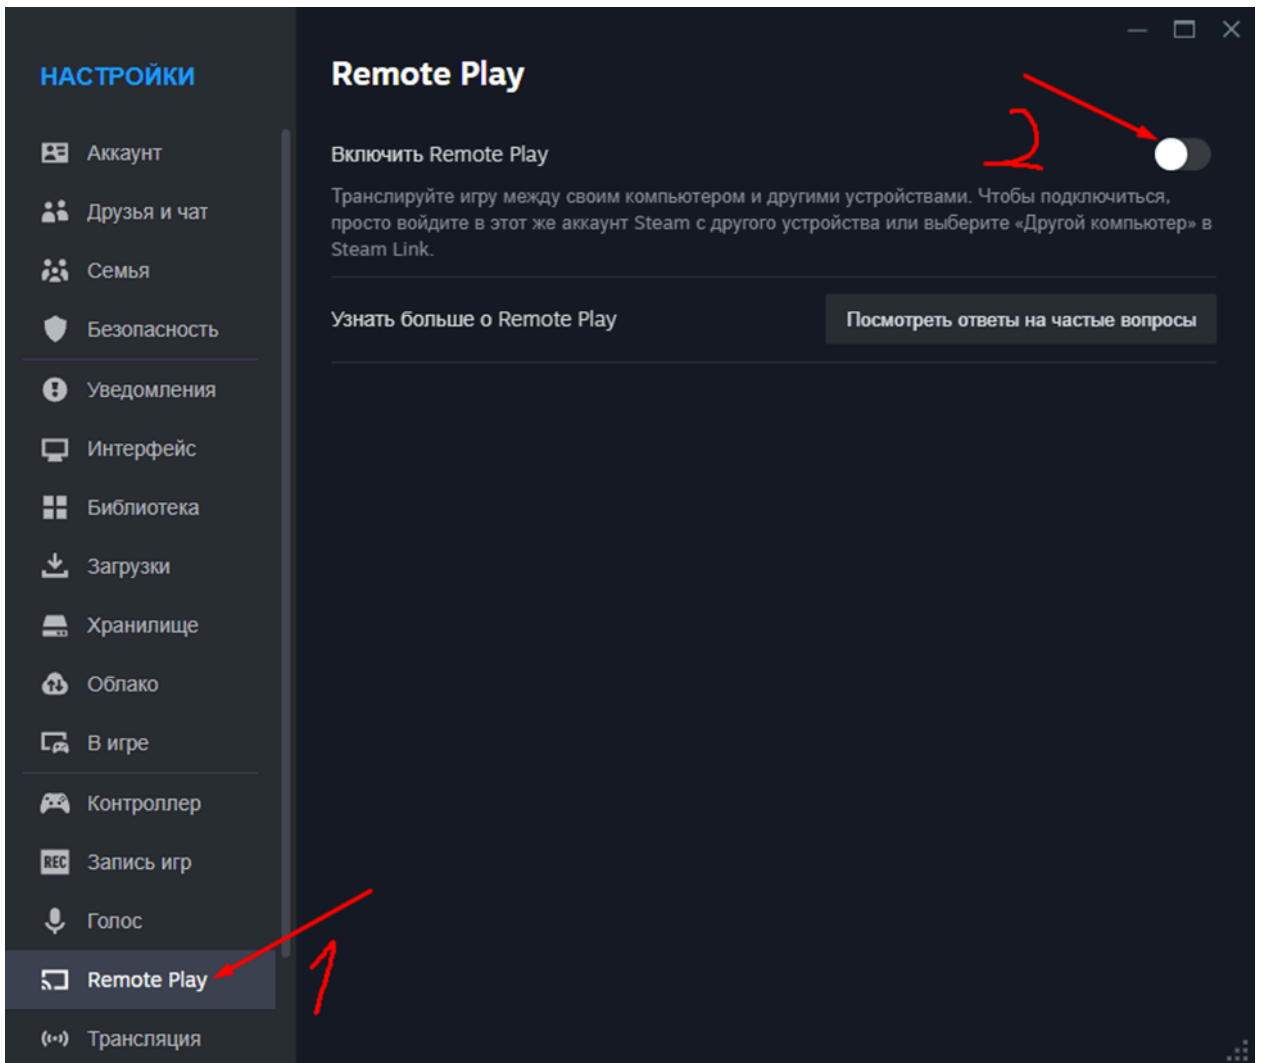 НАСТРОЙКИ
Аккаунт
Друзья и чат
Семья
Безопасность
Уведомления
Интерфейс
Библиотека
Загрузки
Хранилище
Облако
В игре
Контроллер
REC Запись игр
Голос
Remote Play
Трансляция
Remote Play
Включить Remote Play
2
Транслируйте игру между своим компьютером и другими устройствами. Чтобы подключиться,
просто войдите в этот же аккаунт Steam с другого устройства или выберите «Другой компьютер» в
Steam Link.
Узнать больше о Remote Play
Посмотреть ответы на частые вопросы
1